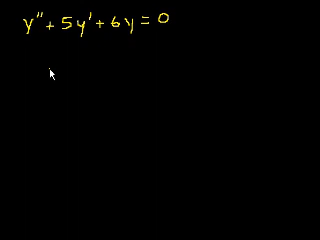 y" + 5y' + 6y = 0